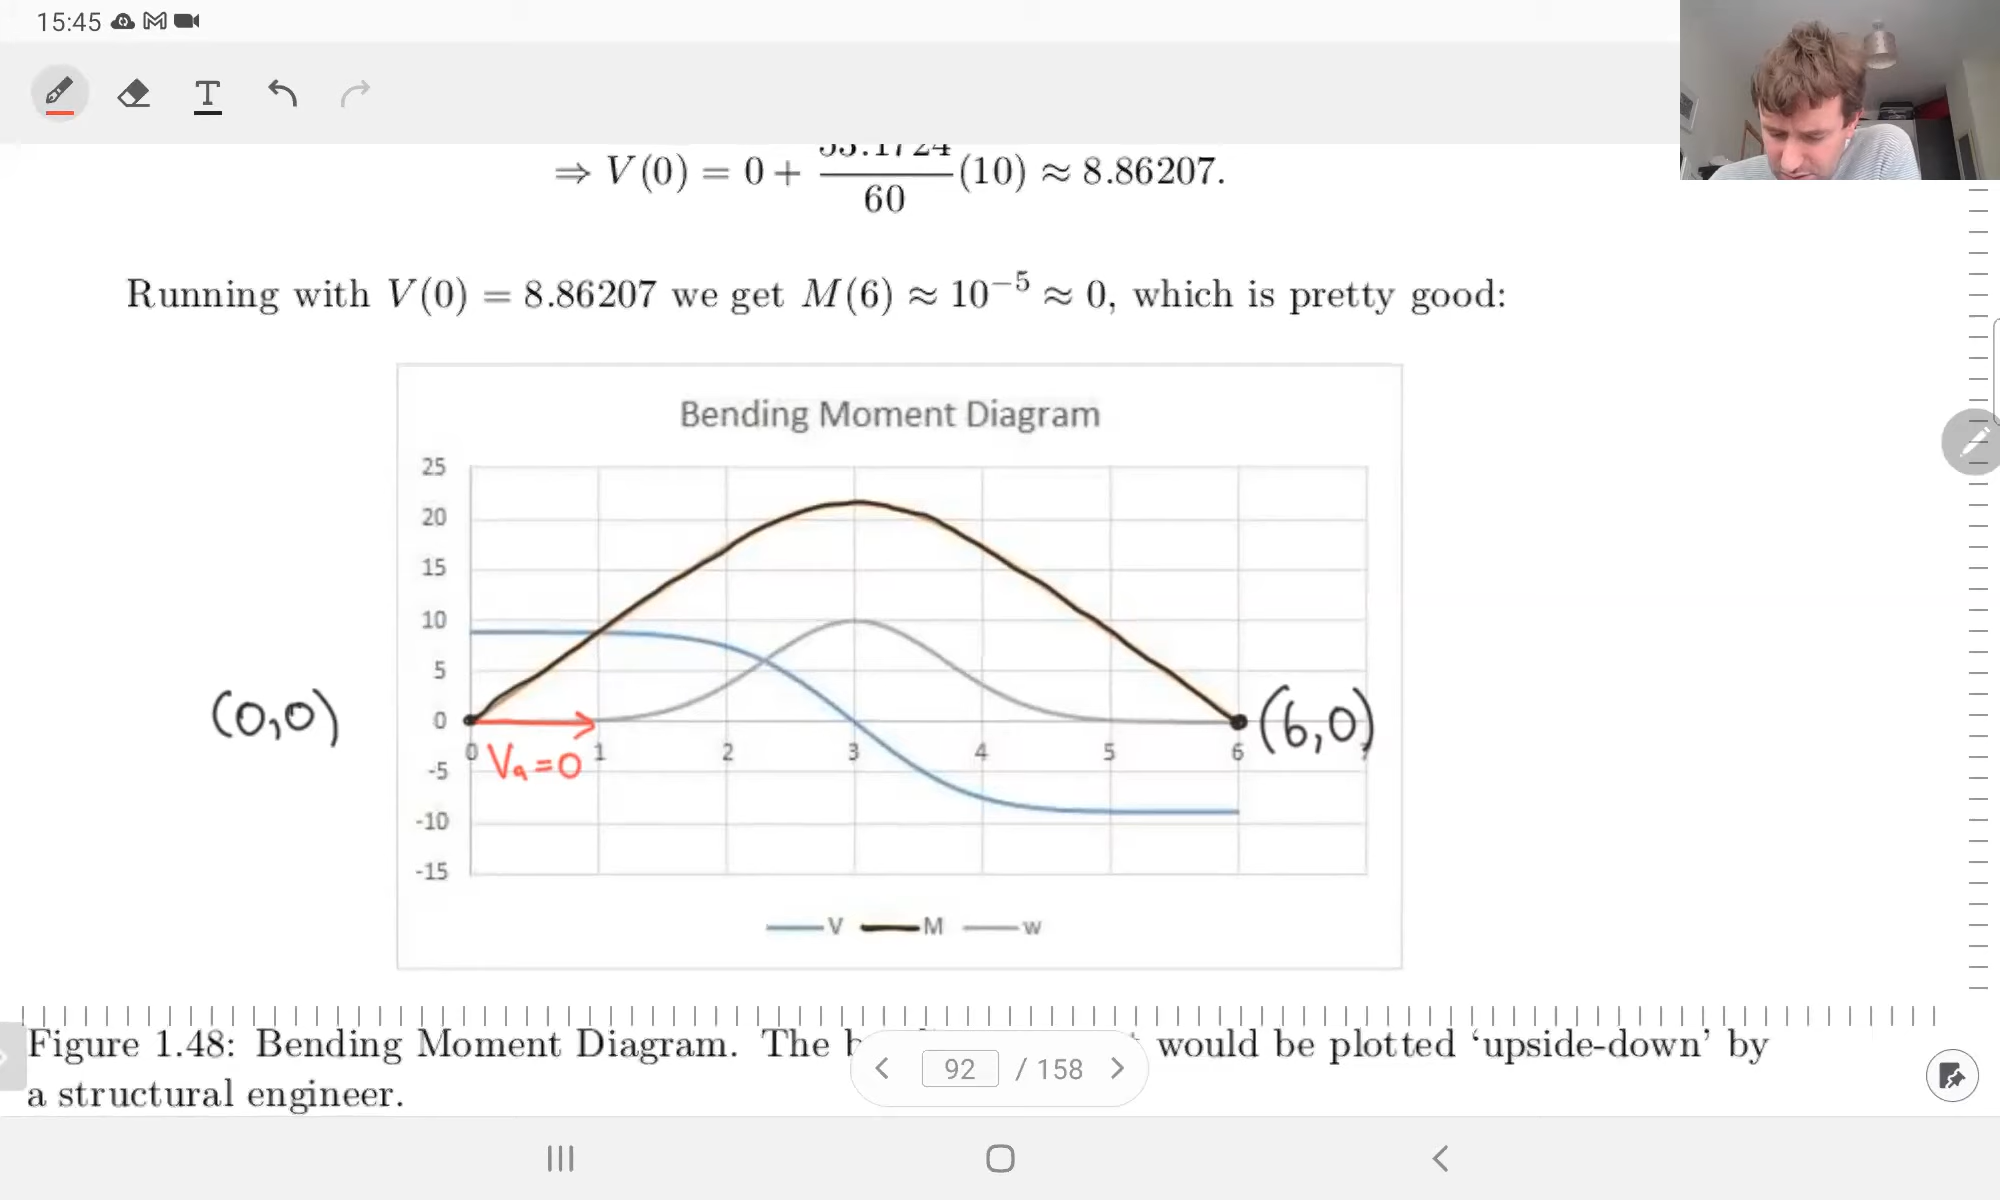 15:45
T
⇒ V(0) = 0 + 53.1724/60 (10) ≈ 8.86207.
Running with V(0) = 8.86207 we get M(6) ≈ 10⁻⁵ ≈ 0, which is pretty good:
Bending Moment Diagram
25
20
15
10
5
0
-5
-10
-15
0 1 2 3 4 5 6
(0,0)
(6,0)
Va=0
V M w
Figure 1.48: Bending Moment Diagram. The would be plotted ‘upside-down’ by
a structural engineer.
92 / 158